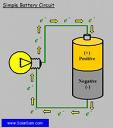 Simple Battery Circuit
e⁻
e⁻
e⁻
e⁻
(+)
Positive
Negative
(-)
e⁻
e⁻
e⁻
e⁻